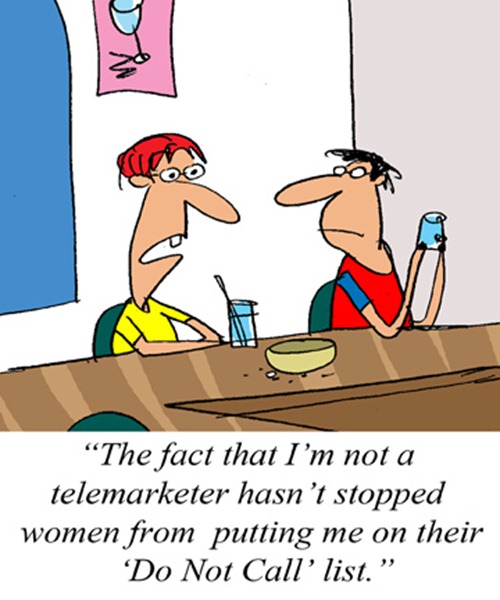 “The fact that I’m not a
telemarketer hasn’t stopped
women from putting me on their
‘Do Not Call’ list.”